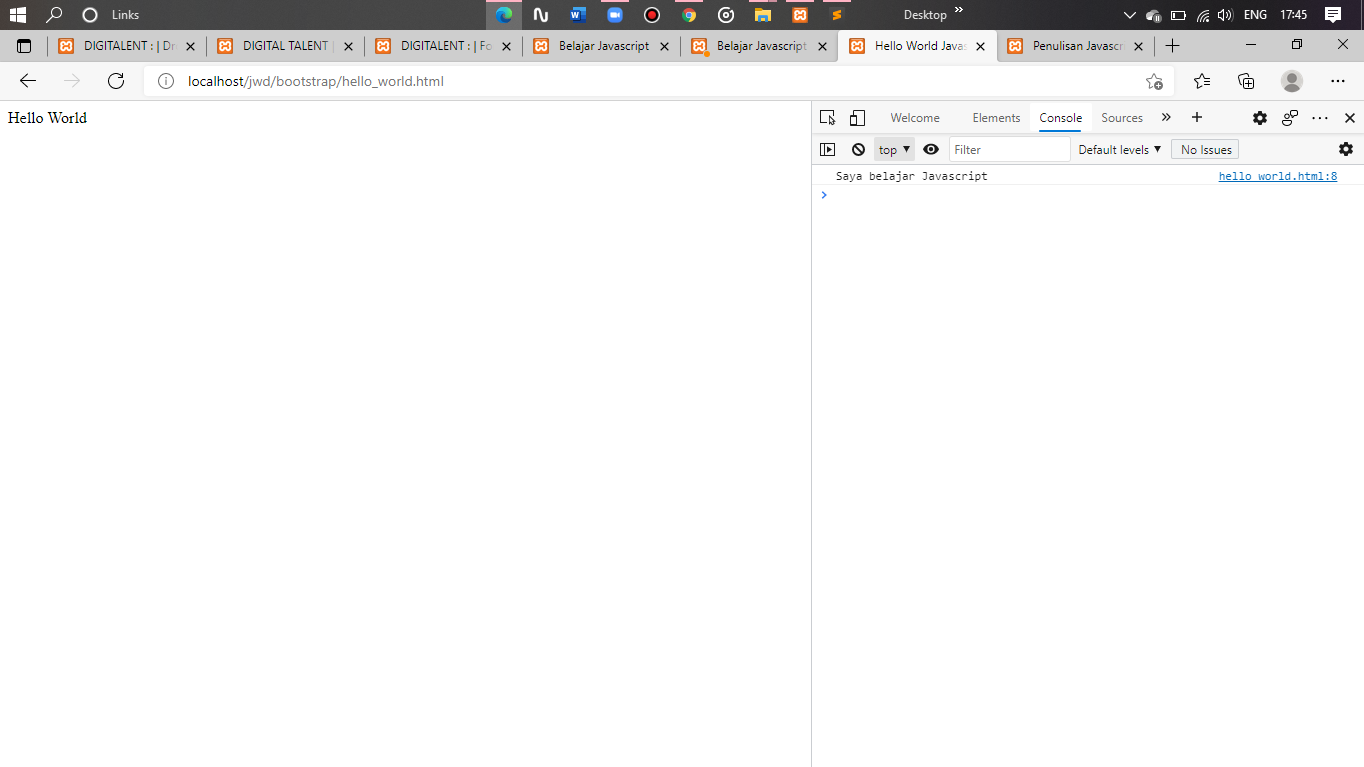 Links
Desktop
ENG 17:45
DIGITALENT : | Dr
DIGITAL TALENT |
DIGITALENT : | Fo
Belajar Javascript
Belajar Javascript
Hello World Javas
Penulisan Javascri
localhost/jwd/bootstrap/hello_world.html
Hello World
Welcome Elements Console Sources
top Filter Default levels No Issues
Saya belajar Javascript hello_world.html:8